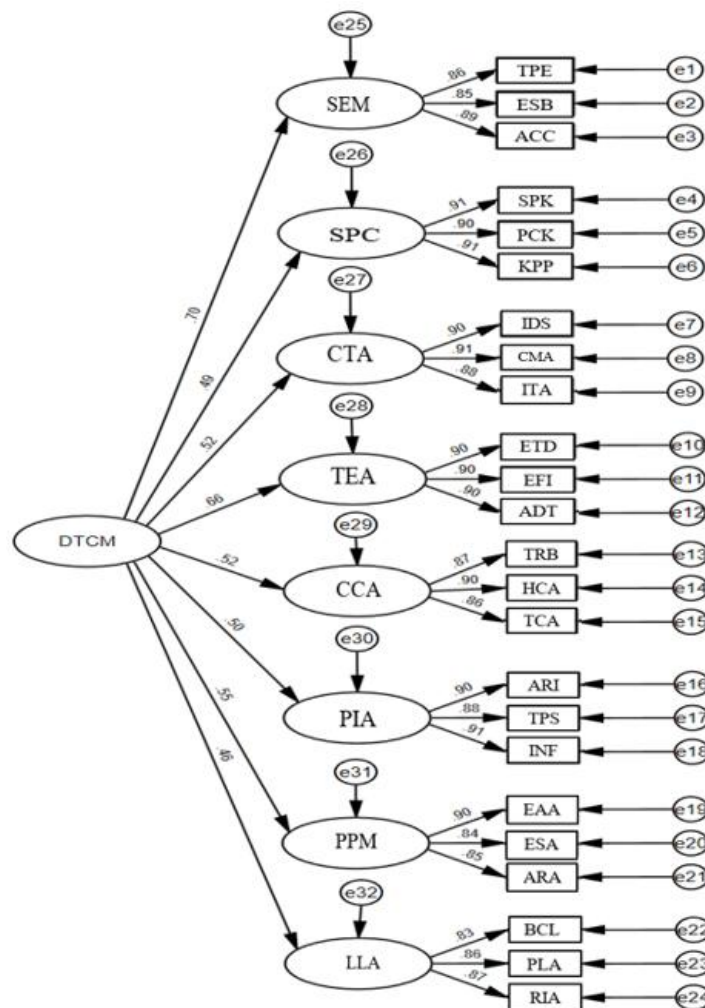 e25
SEM
.86 TPE e1
.85 ESB e2
.89 ACC e3
e26
SPC
.91 SPK e4
.90 PCK e5
.91 KPP e6
e27
CTA
.90 IDS e7
.91 CMA e8
.88 ITA e9
e28
TEA
.90 ETD e10
.90 EFI e11
.90 ADT e12
e29
CCA
.87 TRB e13
.90 HCA e14
.86 TCA e15
e30
PIA
.90 ARI e16
.88 TPS e17
.91 INF e18
e31
PPM
.90 EAA e19
.84 ESA e20
.85 ARA e21
e32
LLA
.83 BCL e22
.86 PLA e23
.87 RIA e24
DTCM
.70
.49
.52
.66
.52
.50
.55
.46